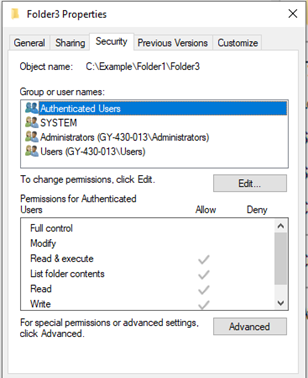 Folder3 Properties
General Sharing Security Previous Versions Customize
Object name: C:\Example\Folder1\Folder3
Group or user names:
Authenticated Users
SYSTEM
Administrators (GY-430-013\Administrators)
Users (GY-430-013\Users)
To change permissions, click Edit.
Edit...
Permissions for Authenticated
Users Allow Deny
Full control
Modify
Read & execute
List folder contents
Read
Write
For special permissions or advanced settings,
click Advanced.
Advanced